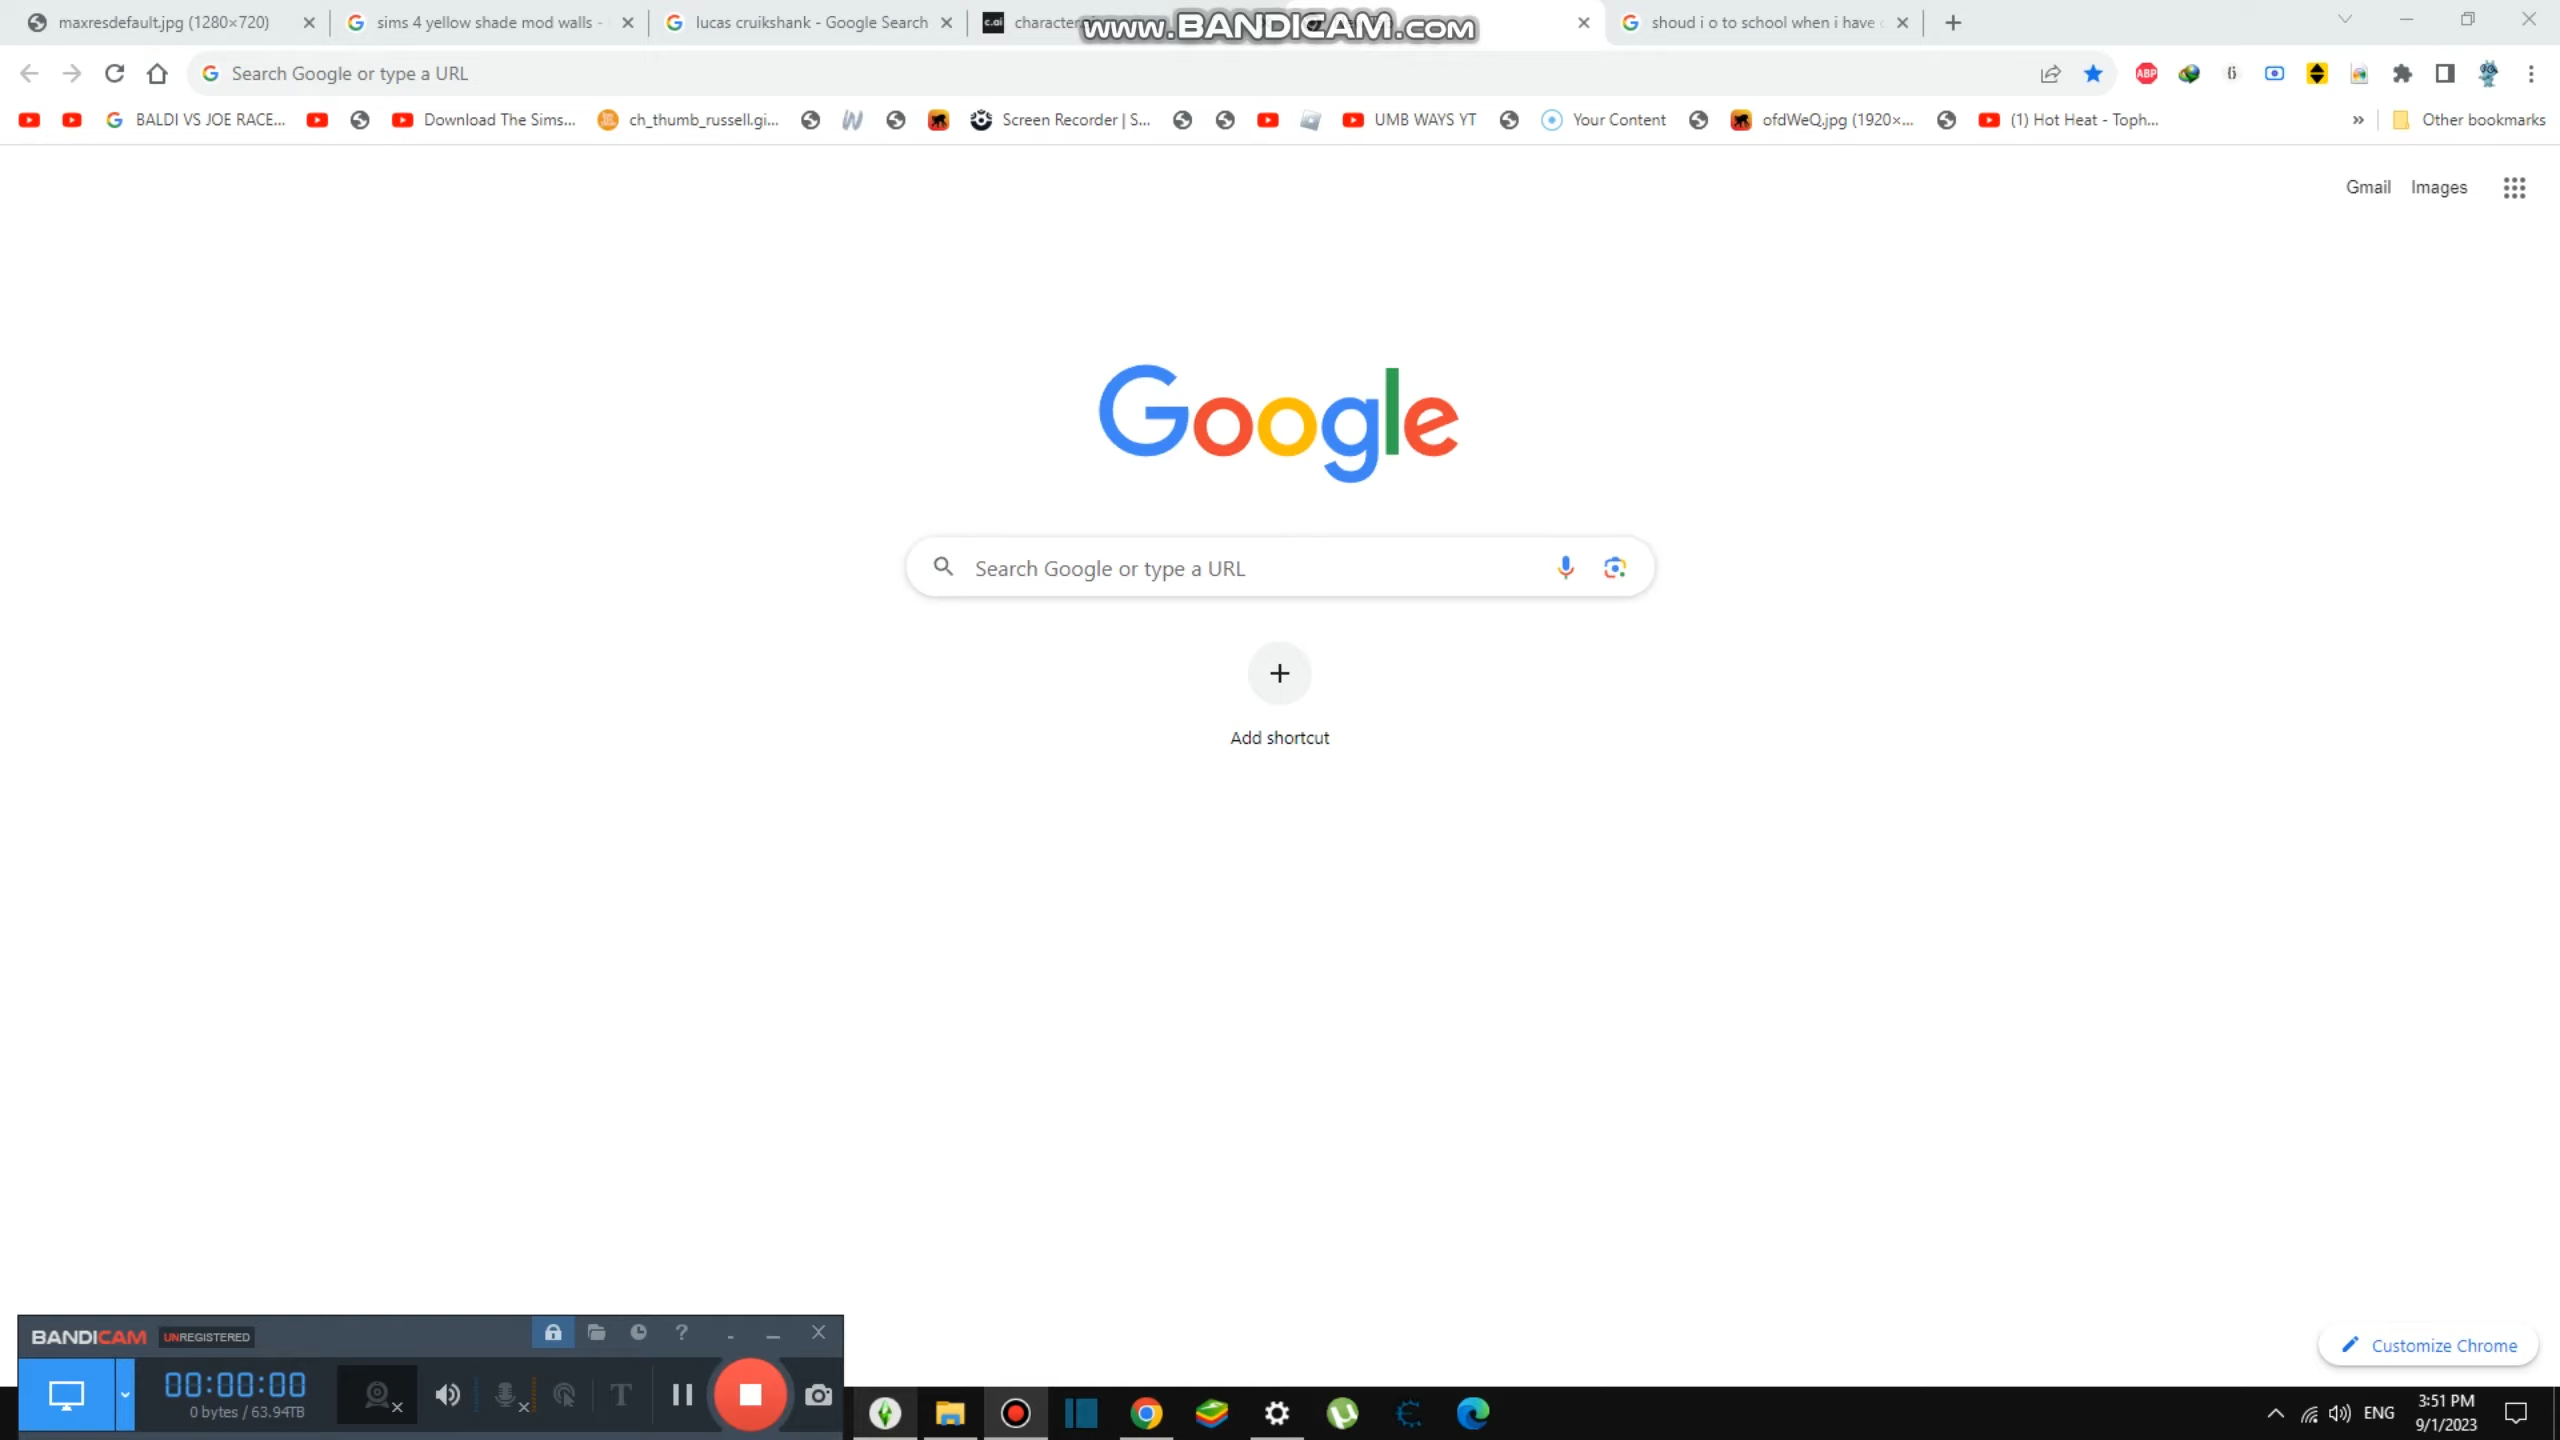 maxresdefault.jpg (1280×720)
sims 4 yellow shade mod walls -
lucas cruikshank - Google Search
c.ai character
www.BANDICAM.com
shoud i o to school when i have
Search Google or type a URL
ABP
BALDI VS JOE RACE...
Download The Sims...
ch_thumb_russell.gi...
Screen Recorder | S...
UMB WAYS YT
Your Content
ofdWeQ.jpg (1920×...
(1) Hot Heat - Toph...
»
Other bookmarks
Gmail
Images
Google
Search Google or type a URL
Add shortcut
Customize Chrome
BANDICAM UNREGISTERED
00:00:00
0 bytes / 63.94TB
ENG
3:51 PM
9/1/2023